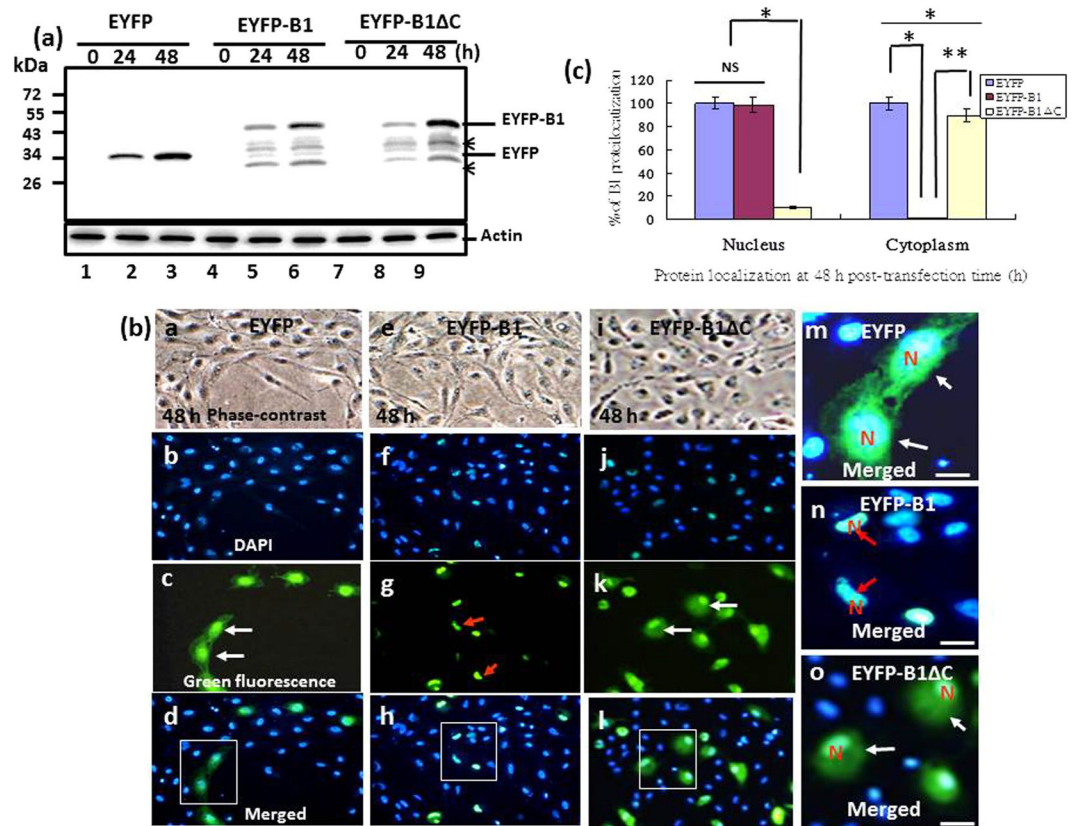 (a)
EYFP EYFP-B1 EYFP-B1ΔC
kDa 0 24 48 0 24 48 0 24 48 (h)
72
55
43
34
26
EYFP-B1
EYFP
Actin
1 2 3 4 5 6 7 8 9
(c)
* *
NS * **
EYFP
EYFP-B1
EYFP-B1ΔC
% of B1 proteilocalization
120
100
80
60
40
20
0
Nucleus Cytoplasm
Protein localization at 48 h post-transfection time (h)
(b)
a EYFP
48 h Phase-contrast
e EYFP-B1
48 h
i EYFP-B1ΔC
48 h
b
DAPI
f
j
c
Green fluorescence
g
k
d
Merged
h
l
m EYFP
N
N
Merged
n EYFP-B1
N
N
Merged
o EYFP-B1ΔC
N
N
Merged